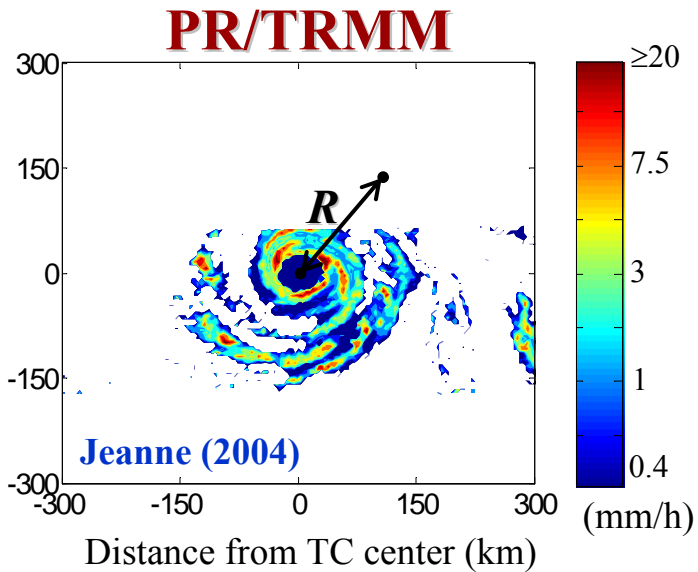 PR/TRMM
300
150
0
-150
-300
-300 -150 0 150 300
R
Jeanne (2004)
Distance from TC center (km)
≥20
7.5
3
1
0.4
(mm/h)